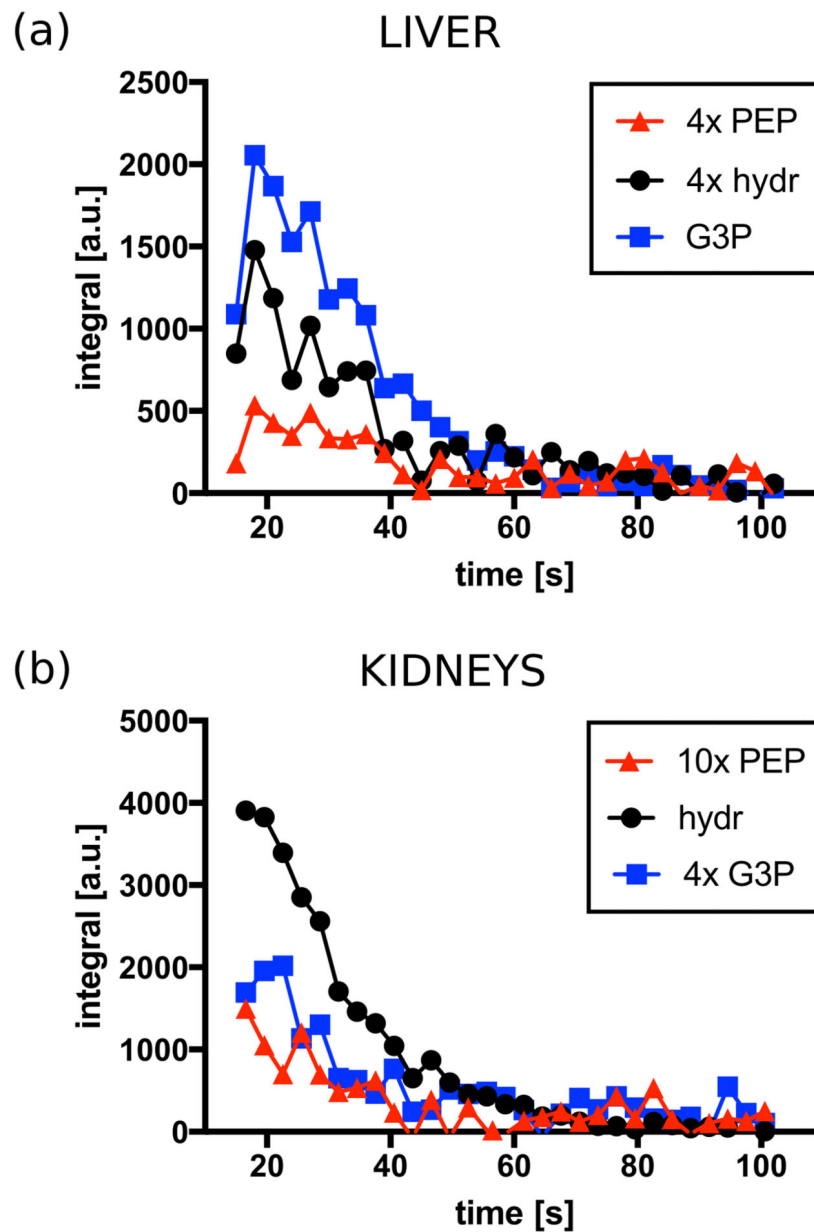 (a) LIVER
2500
2000
1500
1000
500
0
integral [a.u.]
4x PEP
4x hydr
G3P
20 40 60 80 100
time [s]
(b) KIDNEYS
5000
4000
3000
2000
1000
0
integral [a.u.]
10x PEP
hydr
4x G3P
20 40 60 80 100
time [s]